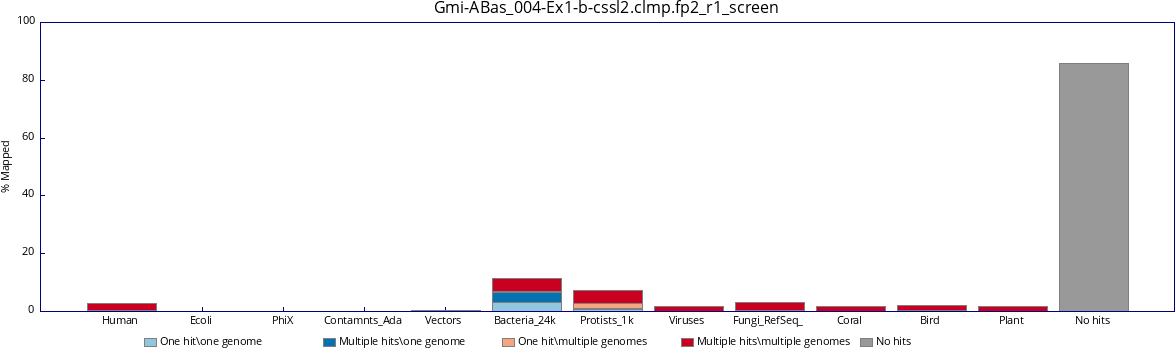 Gmi-ABas_004-Ex1-b-cssl2.clmp.fp2_r1_screen
100
80
60
40
20
0
% Mapped
Human Ecoli PhiX Contamnts_Ada Vectors Bacteria_24k Protists_1k Viruses Fungi_RefSeq_ Coral Bird Plant No hits
One hit\one genome Multiple hits\one genome One hit\multiple genomes Multiple hits\multiple genomes No hits